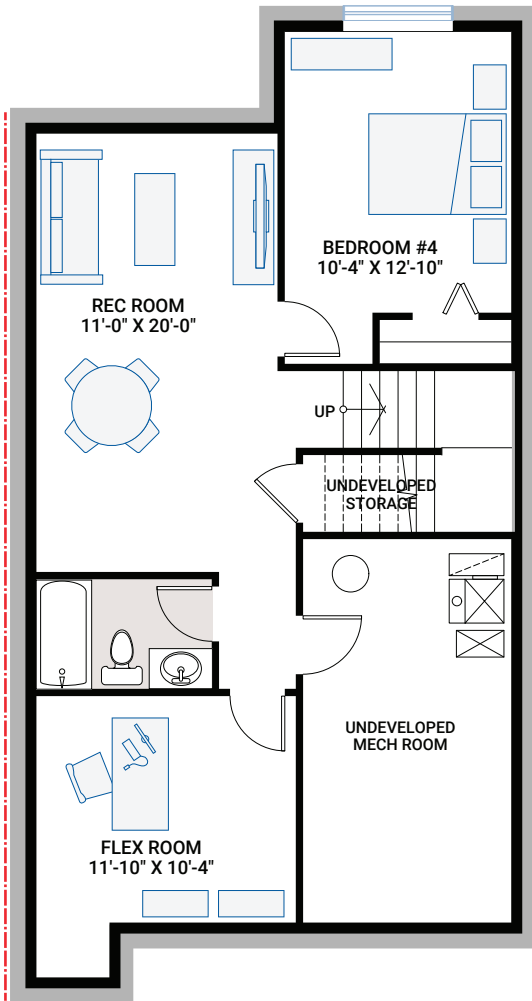 BEDROOM #4
10'-4" X 12'-10"
REC ROOM
11'-0" X 20'-0"
UP
UNDEVELOPED
STORAGE
UNDEVELOPED
MECH ROOM
FLEX ROOM
11'-10" X 10'-4"